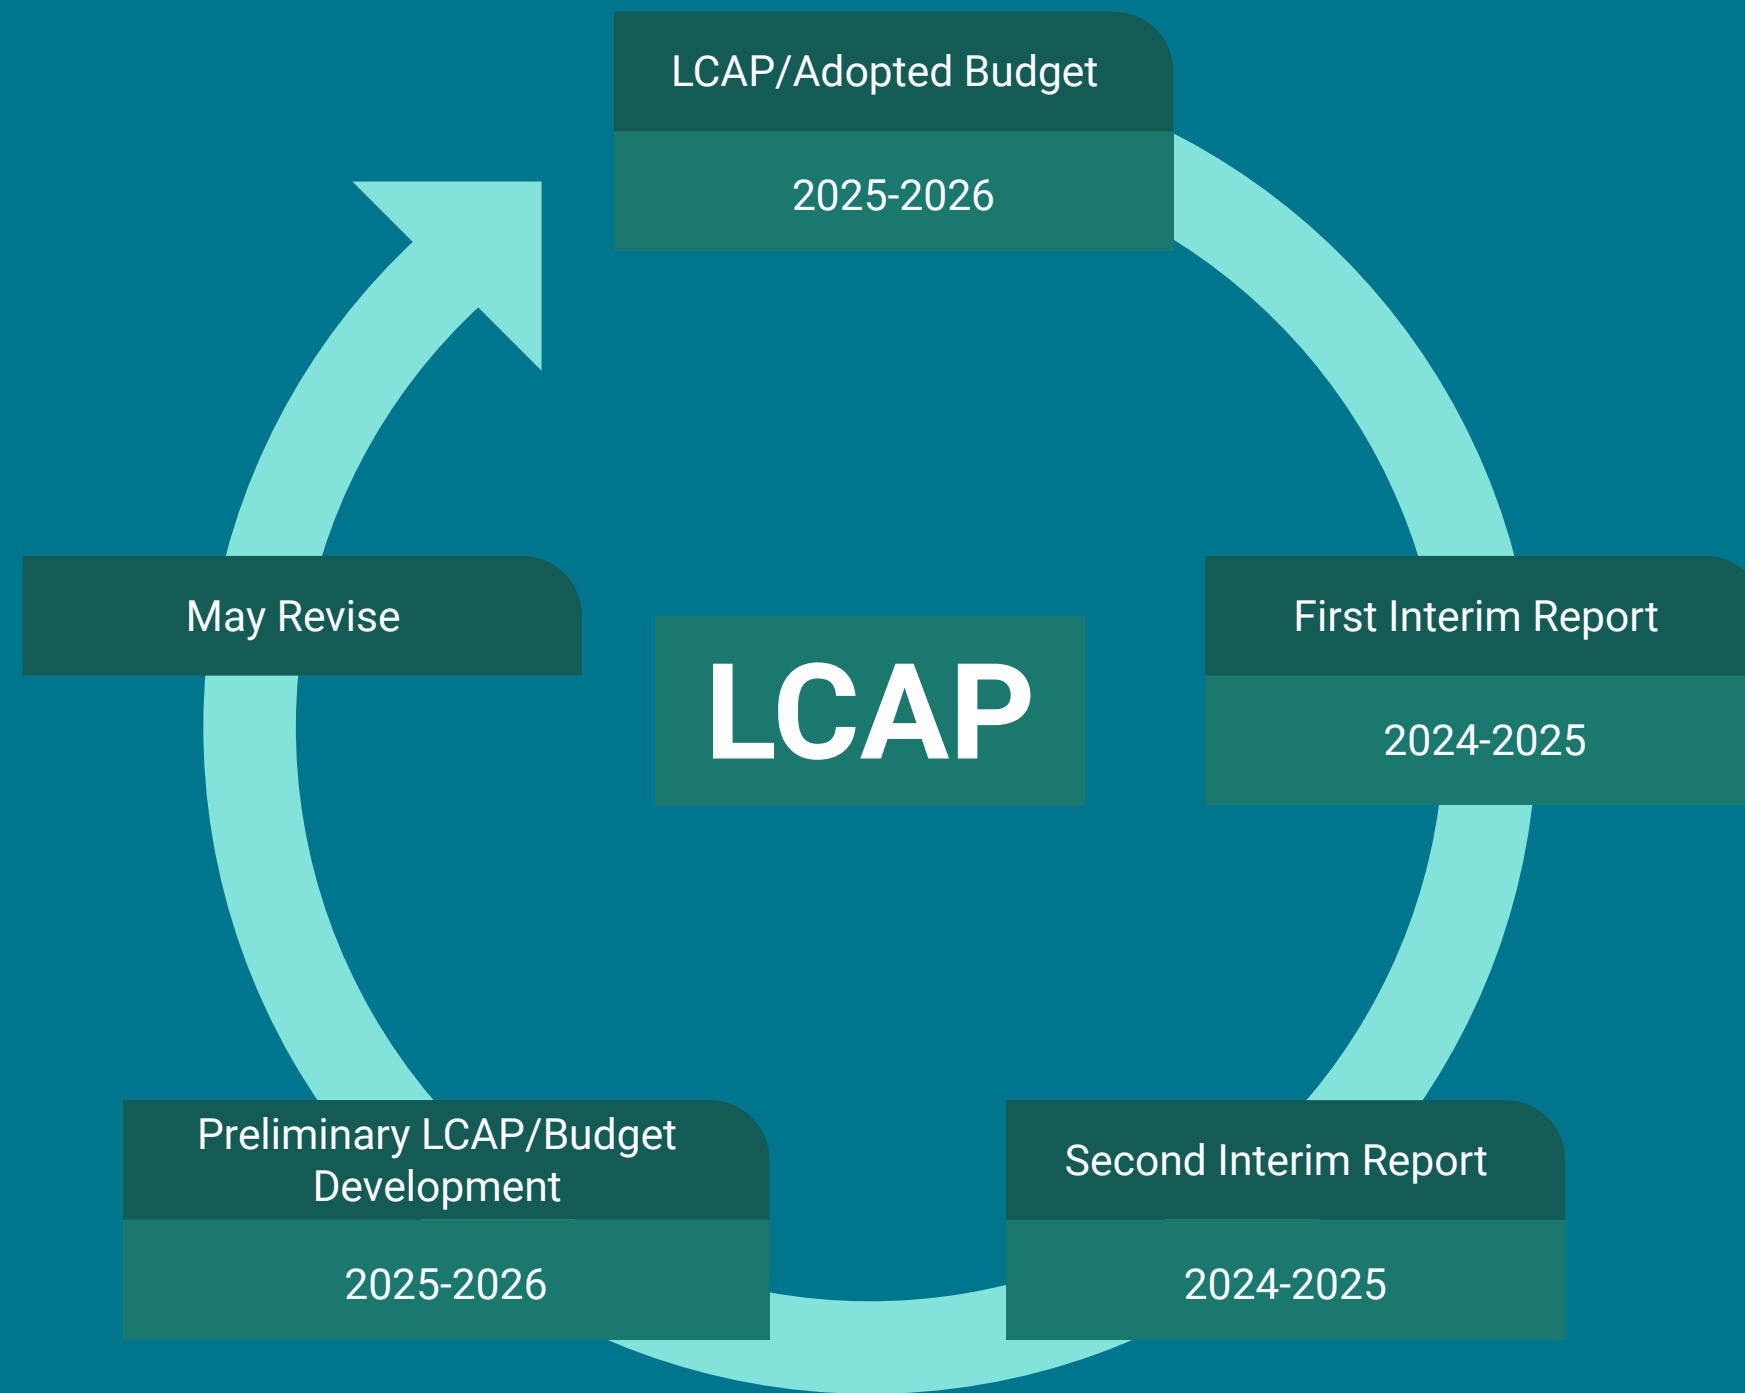 LCAP/Adopted Budget
2025-2026
May Revise
LCAP
First Interim Report
2024-2025
Preliminary LCAP/Budget
Development
2025-2026
Second Interim Report
2024-2025